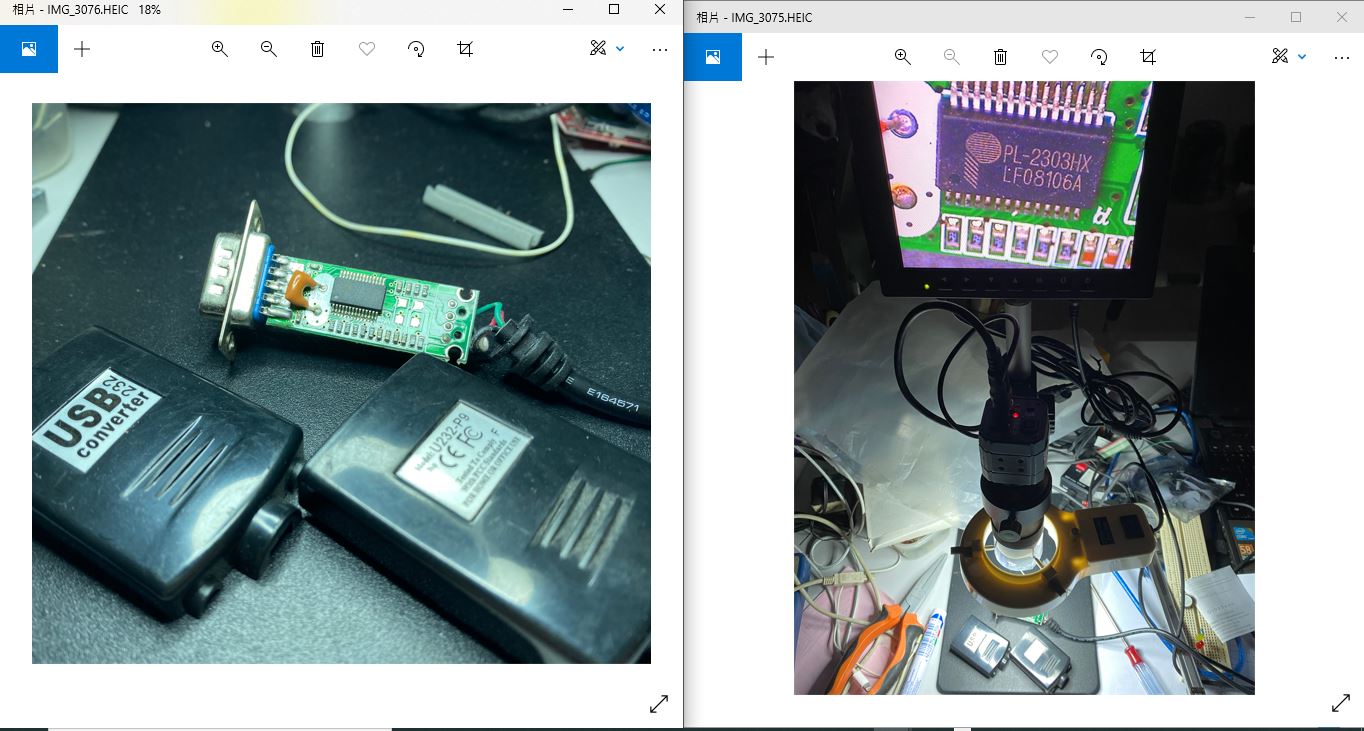 相片 - IMG_3076.HEIC 18%
USB
232
converter
Model: U232-P9
CE FC F
Tested To Comply
With FCC Standards
FOR HOME OR OFFICE USE
E E184571
相片 - IMG_3075.HEIC
PL-2303HX
LF08106A